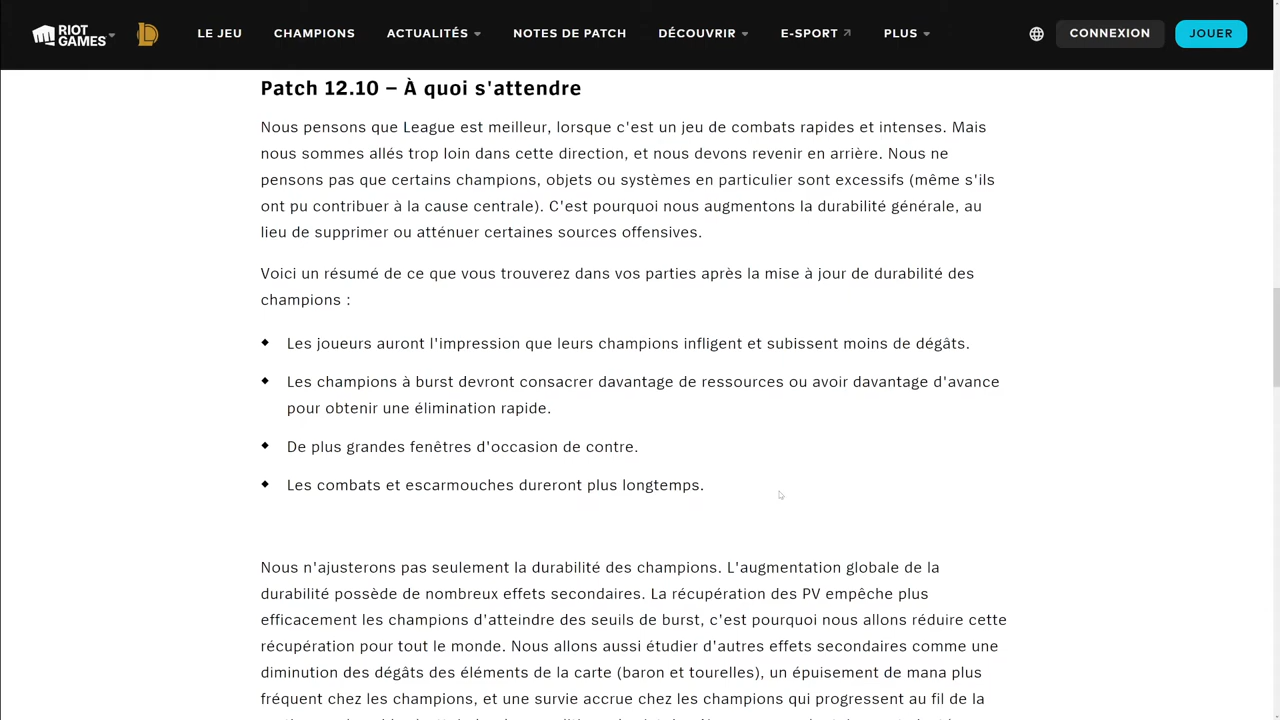 RIOT GAMES
LE JEU CHAMPIONS ACTUALITÉS NOTES DE PATCH DÉCOUVRIR E-SPORT PLUS CONNEXION JOUER
Patch 12.10 – À quoi s'attendre
Nous pensons que League est meilleur, lorsque c'est un jeu de combats rapides et intenses. Mais
nous sommes allés trop loin dans cette direction, et nous devons revenir en arrière. Nous ne
pensons pas que certains champions, objets ou systèmes en particulier sont excessifs (même s'ils
ont pu contribuer à la cause centrale). C'est pourquoi nous augmentons la durabilité générale, au
lieu de supprimer ou atténuer certaines sources offensives.
Voici un résumé de ce que vous trouverez dans vos parties après la mise à jour de durabilité des
champions :
Les joueurs auront l'impression que leurs champions infligent et subissent moins de dégâts.
Les champions à burst devront consacrer davantage de ressources ou avoir davantage d'avance
pour obtenir une élimination rapide.
De plus grandes fenêtres d'occasion de contre.
Les combats et escarmouches dureront plus longtemps.
Nous n'ajusterons pas seulement la durabilité des champions. L'augmentation globale de la
durabilité possède de nombreux effets secondaires. La récupération des PV empêche plus
efficacement les champions d'atteindre des seuils de burst, c'est pourquoi nous allons réduire cette
récupération pour tout le monde. Nous allons aussi étudier d'autres effets secondaires comme une
diminution des dégâts des éléments de la carte (baron et tourelles), un épuisement de mana plus
fréquent chez les champions, et une survie accrue chez les champions qui progressent au fil de la